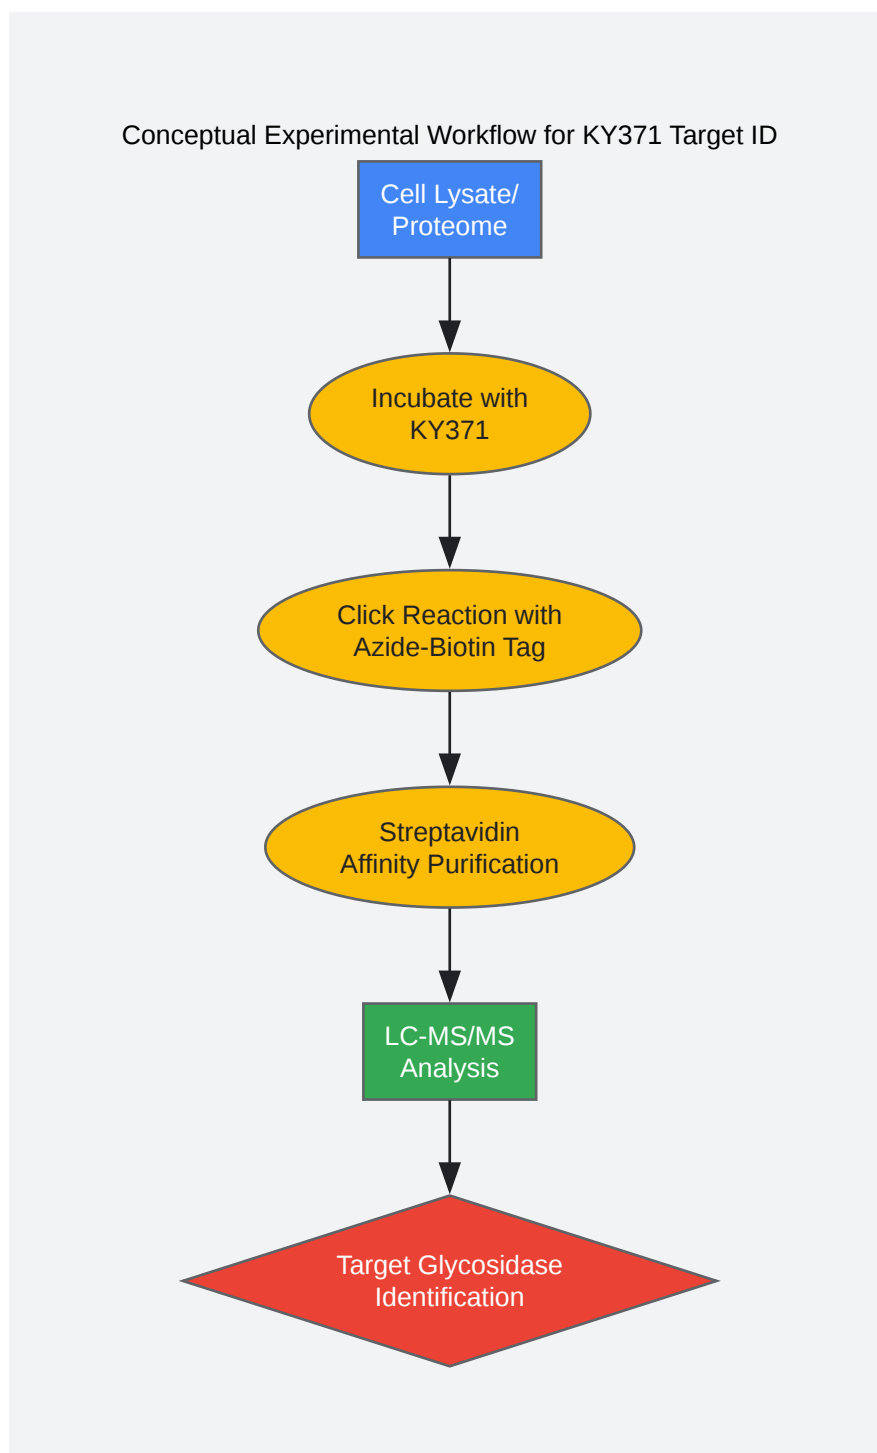 Conceptual Experimental Workflow for KY371 Target ID
Cell Lysate/
Proteome
Incubate with
KY371
Click Reaction with
Azide-Biotin Tag
Streptavidin
Affinity Purification
LC-MS/MS
Analysis
Target Glycosidase
Identification